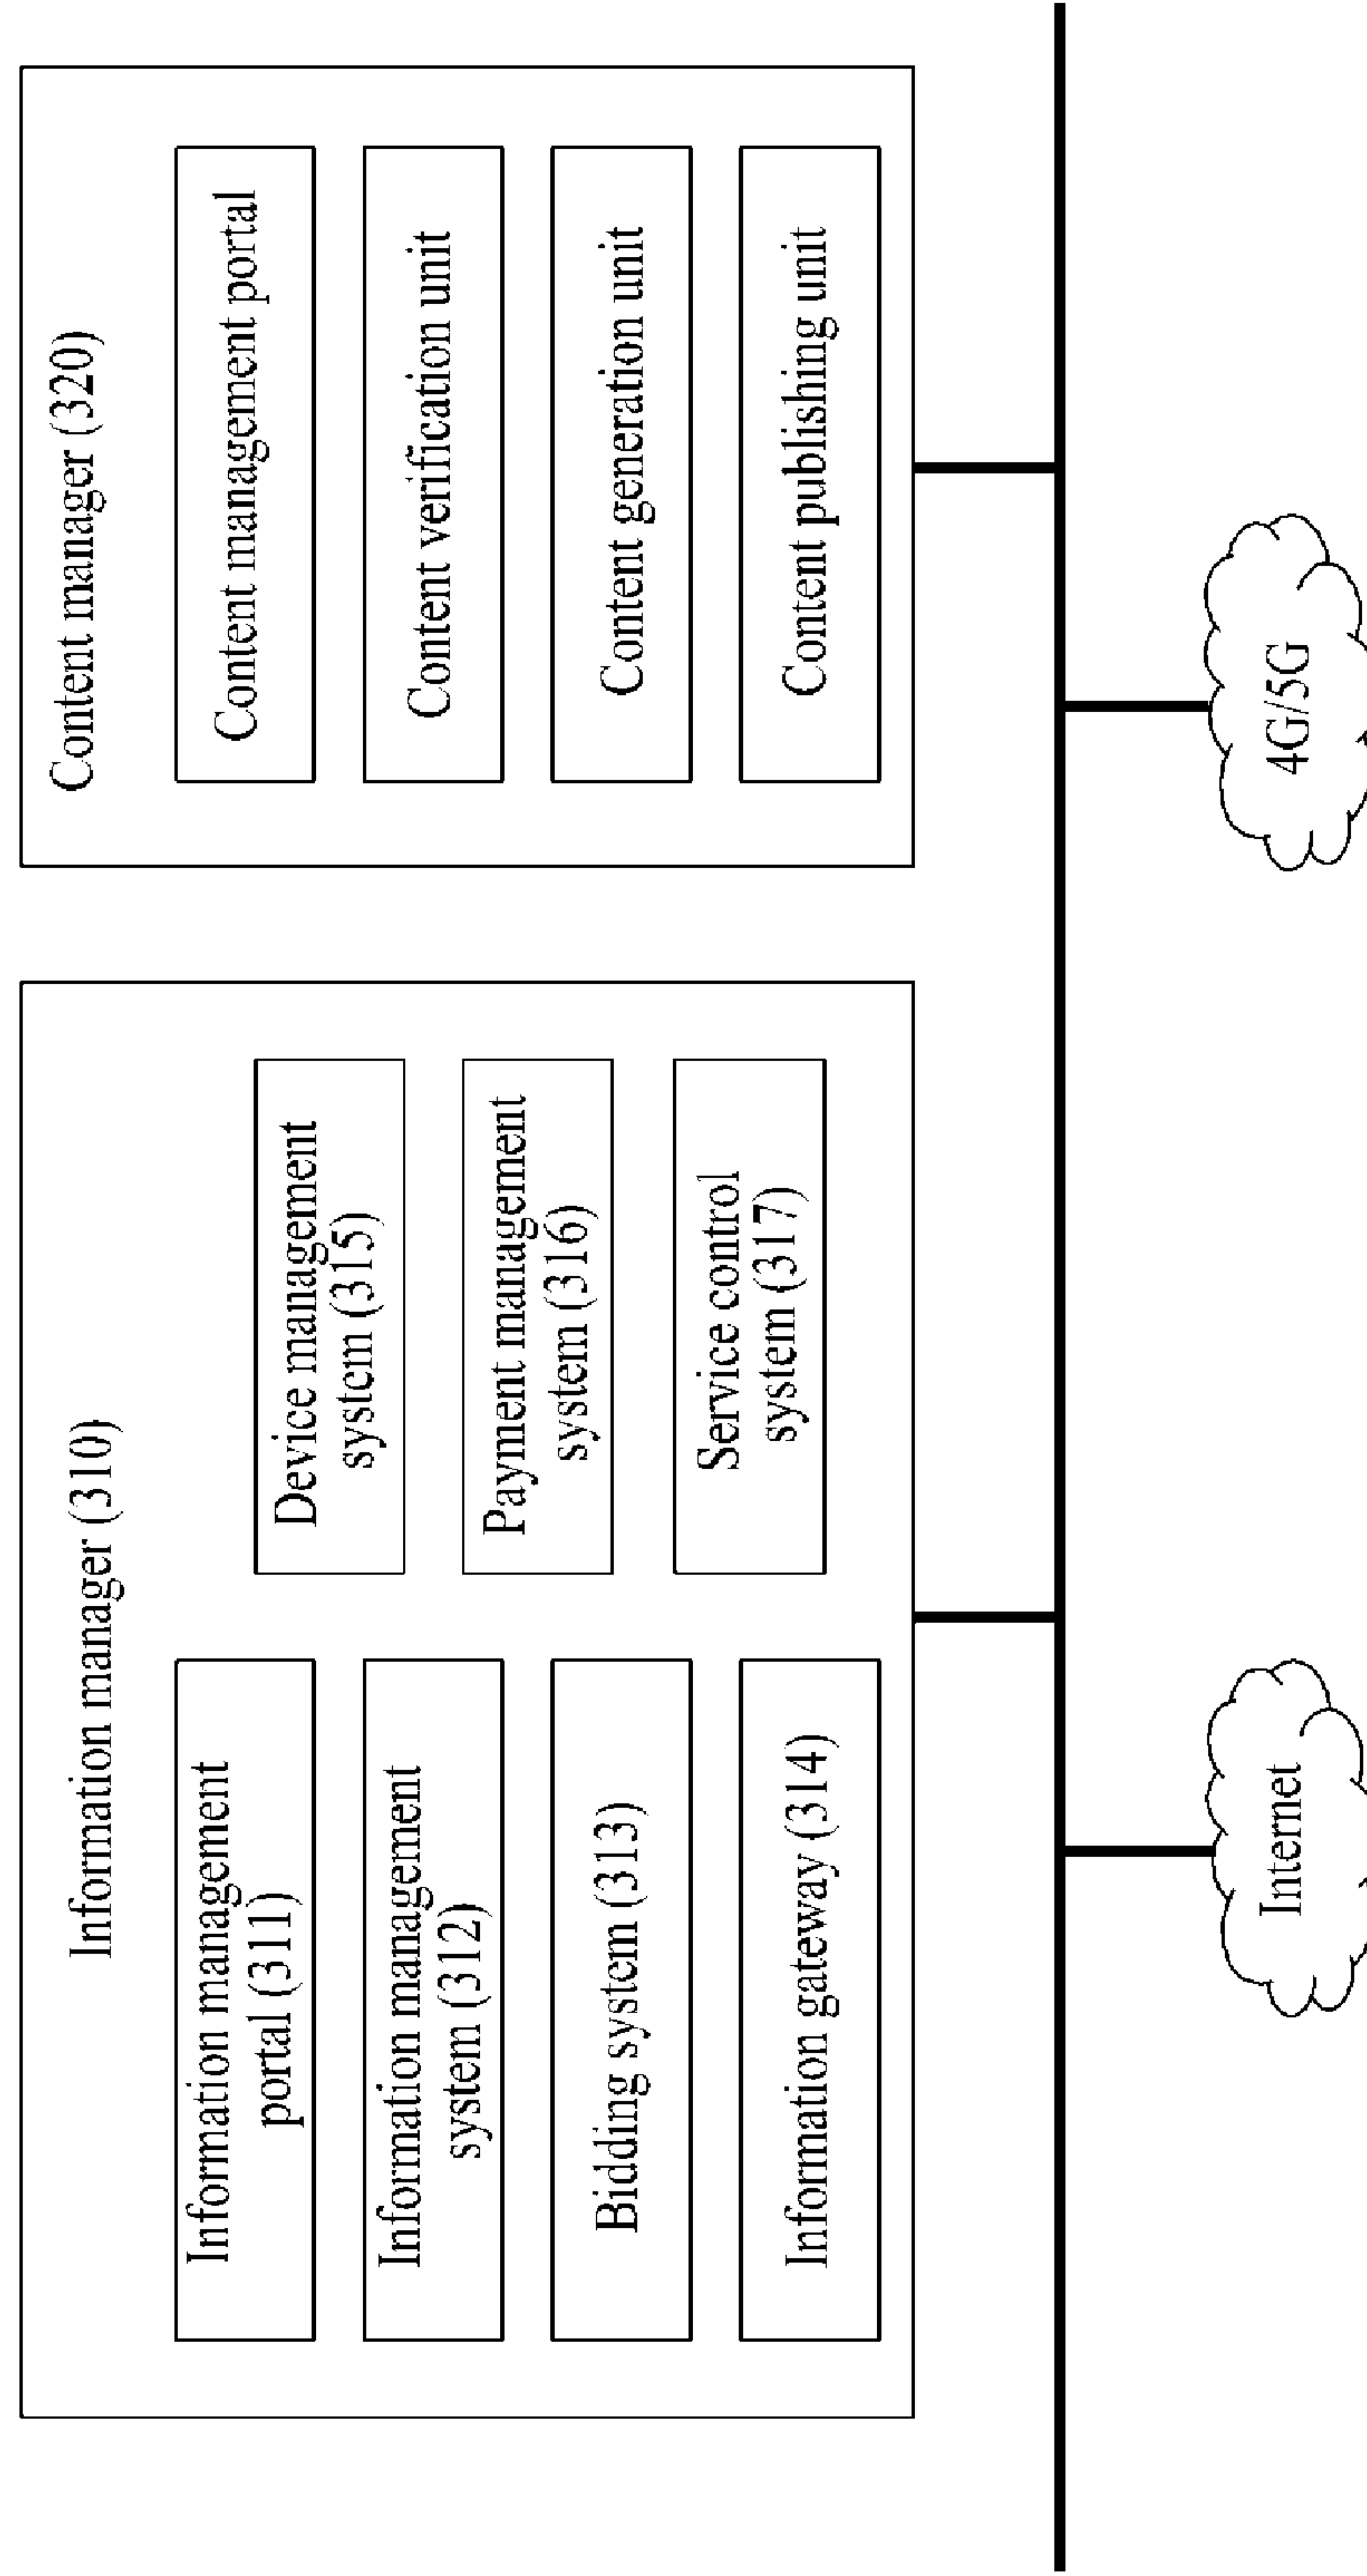 Information manager (310)
Information management
portal (311)
Information management
system (312)
Bidding system (313)
Information gateway (314)
Device management
system (315)
Payment management
system (316)
Service control
system (317)
Content manager (320)
Content management portal
Content verification unit
Content generation unit
Content publishing unit
Internet
4G/5G